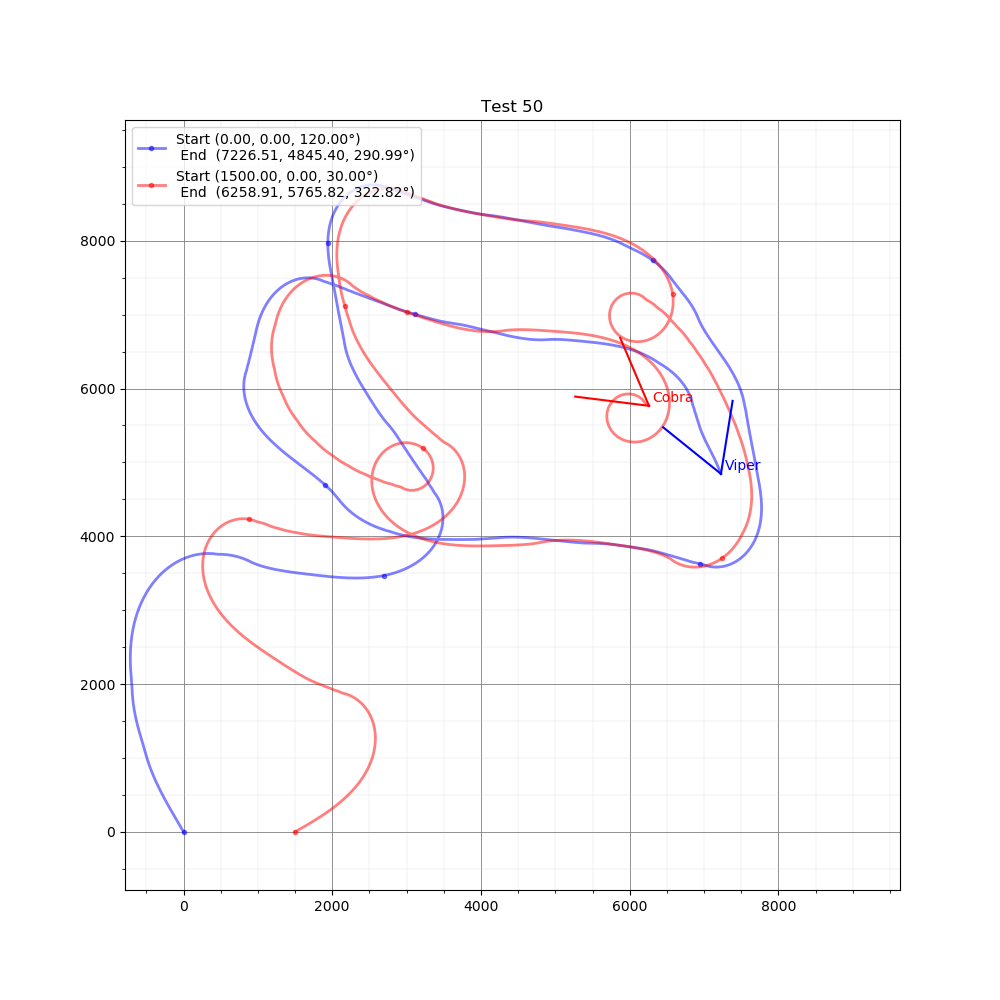 Test 50
Start (0.00, 0.00, 120.00°)
End (7226.51, 4845.40, 290.99°)
Start (1500.00, 0.00, 30.00°)
End (6258.91, 5765.82, 322.82°)
8000
6000
4000
2000
0
Cobra
Viper
0
2000
4000
6000
8000